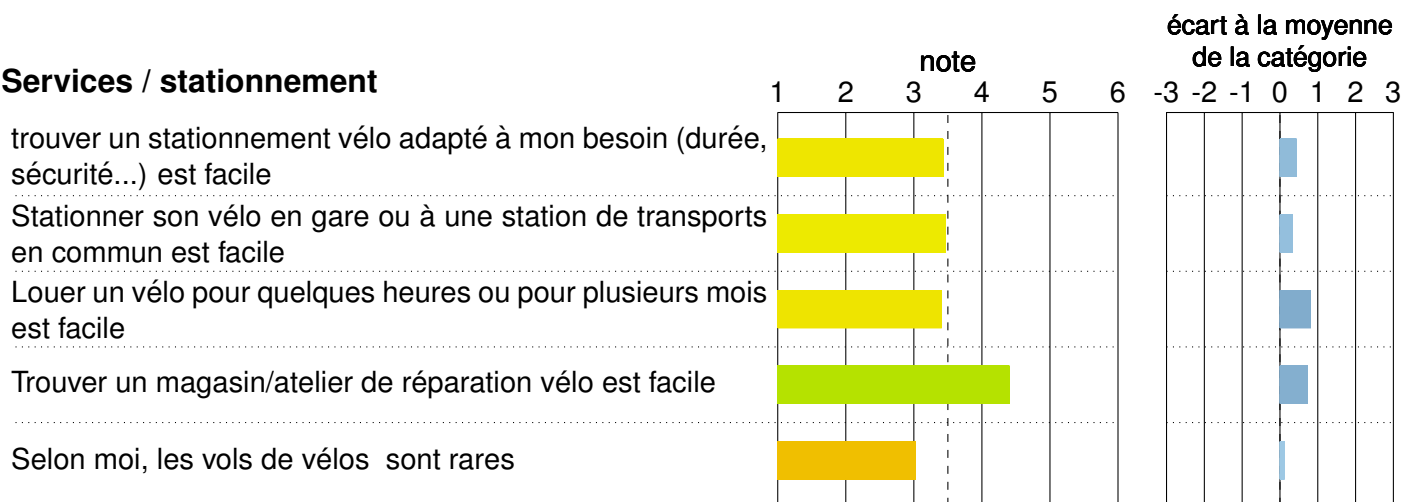 écart à la moyenne
note de la catégorie
Services / stationnement
1 2 3 4 5 6 -3 -2 -1 0 1 2 3
trouver un stationnement vélo adapté à mon besoin (durée,
sécurité...) est facile
Stationner son vélo en gare ou à une station de transports
en commun est facile
Louer un vélo pour quelques heures ou pour plusieurs mois
est facile
Trouver un magasin/atelier de réparation vélo est facile
Selon moi, les vols de vélos sont rares